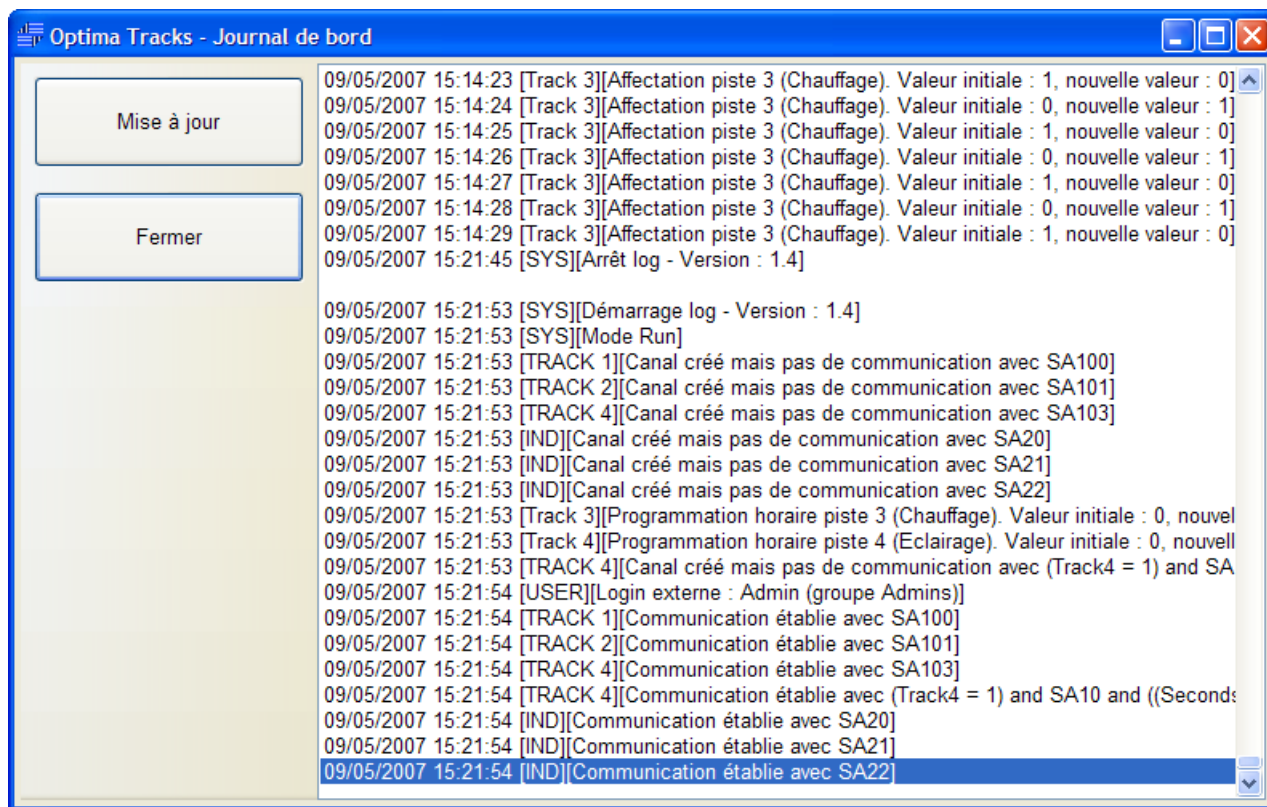 Optima Tracks - Journal de bord
Mise à jour
Fermer
09/05/2007 15:14:23 [Track 3][Affectation piste 3 (Chauffage). Valeur initiale : 1, nouvelle valeur : 0]
09/05/2007 15:14:24 [Track 3][Affectation piste 3 (Chauffage). Valeur initiale : 0, nouvelle valeur : 1]
09/05/2007 15:14:25 [Track 3][Affectation piste 3 (Chauffage). Valeur initiale : 1, nouvelle valeur : 0]
09/05/2007 15:14:26 [Track 3][Affectation piste 3 (Chauffage). Valeur initiale : 0, nouvelle valeur : 1]
09/05/2007 15:14:27 [Track 3][Affectation piste 3 (Chauffage). Valeur initiale : 1, nouvelle valeur : 0]
09/05/2007 15:14:28 [Track 3][Affectation piste 3 (Chauffage). Valeur initiale : 0, nouvelle valeur : 1]
09/05/2007 15:14:29 [Track 3][Affectation piste 3 (Chauffage). Valeur initiale : 1, nouvelle valeur : 0]
09/05/2007 15:21:45 [SYS][Arrêt log - Version : 1.4]
09/05/2007 15:21:53 [SYS][Démarrage log - Version : 1.4]
09/05/2007 15:21:53 [SYS][Mode Run]
09/05/2007 15:21:53 [TRACK 1][Canal créé mais pas de communication avec SA100]
09/05/2007 15:21:53 [TRACK 2][Canal créé mais pas de communication avec SA101]
09/05/2007 15:21:53 [TRACK 4][Canal créé mais pas de communication avec SA103]
09/05/2007 15:21:53 [IND][Canal créé mais pas de communication avec SA20]
09/05/2007 15:21:53 [IND][Canal créé mais pas de communication avec SA21]
09/05/2007 15:21:53 [IND][Canal créé mais pas de communication avec SA22]
09/05/2007 15:21:53 [Track 3][Programmation horaire piste 3 (Chauffage). Valeur initiale : 0, nouvel
09/05/2007 15:21:53 [Track 4][Programmation horaire piste 4 (Eclairage). Valeur initiale : 0, nouvell
09/05/2007 15:21:53 [TRACK 4][Canal créé mais pas de communication avec (Track4 = 1) and SA
09/05/2007 15:21:54 [USER][Login externe : Admin (groupe Admins)]
09/05/2007 15:21:54 [TRACK 1][Communication établie avec SA100]
09/05/2007 15:21:54 [TRACK 2][Communication établie avec SA101]
09/05/2007 15:21:54 [TRACK 4][Communication établie avec SA103]
09/05/2007 15:21:54 [TRACK 4][Communication établie avec (Track4 = 1) and SA10 and ((Seconds
09/05/2007 15:21:54 [IND][Communication établie avec SA20]
09/05/2007 15:21:54 [IND][Communication établie avec SA21]
09/05/2007 15:21:54 [IND][Communication établie avec SA22]